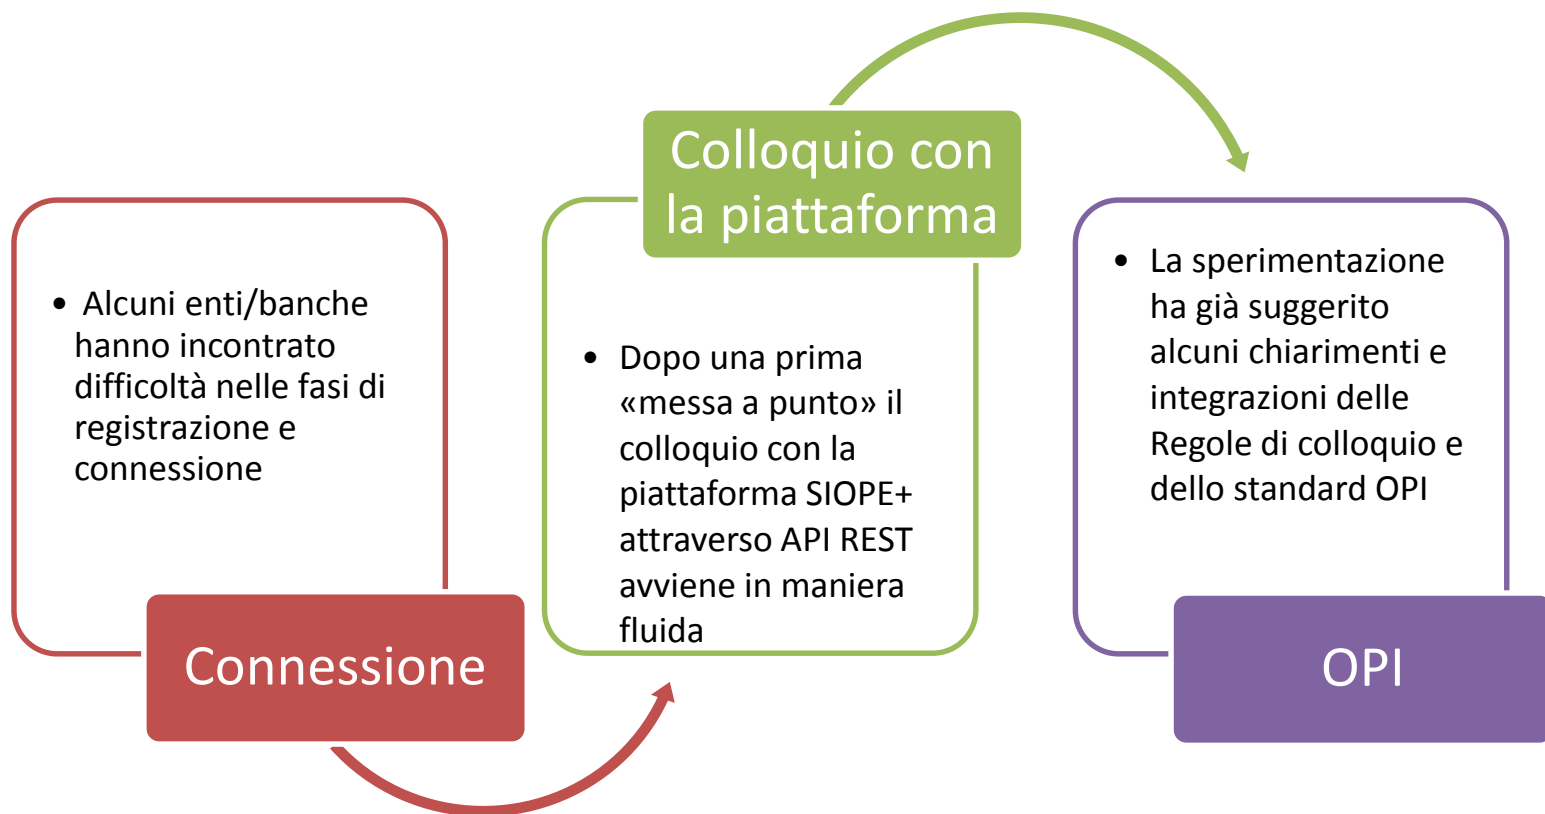 • Alcuni enti/banche
hanno incontrato
difficoltà nelle fasi di
registrazione e
connessione
Connessione
Colloquio con
la piattaforma
• Dopo una prima
«messa a punto» il
colloquio con la
piattaforma SIOPE+
attraverso API REST
avviene in maniera
fluida
• La sperimentazione
ha già suggerito
alcuni chiarimenti e
integrazioni delle
Regole di colloquio e
dello standard OPI
OPI